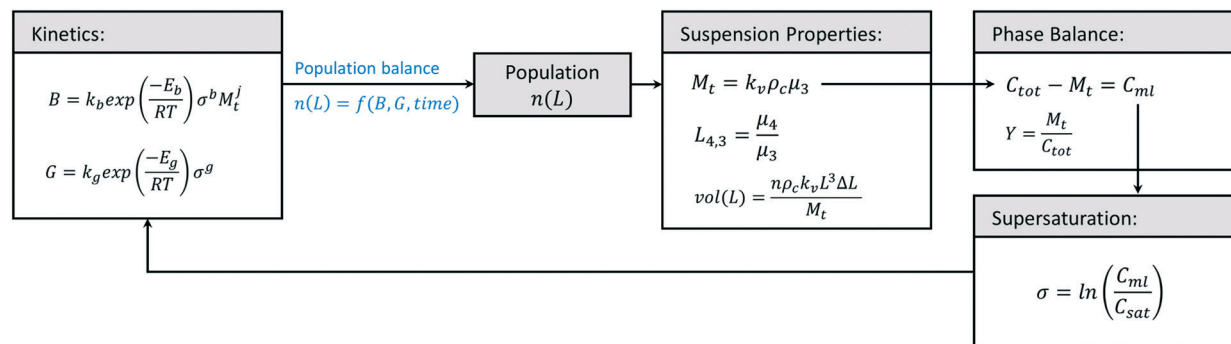 Kinetics:
B = k_b exp(−E_b/RT) σ^b M_t^j
G = k_g exp(−E_g/RT) σ^g
Population balance
n(L) = f(B, G, time)
Population
n(L)
Suspension Properties:
M_t = k_v ρ_c μ_3
L_{4,3} = μ_4/μ_3
vol(L) = nρ_c k_v L^3 ΔL/M_t
Phase Balance:
C_tot − M_t = C_ml
Y = M_t/C_tot
Supersaturation:
σ = ln(C_ml/C_sat)